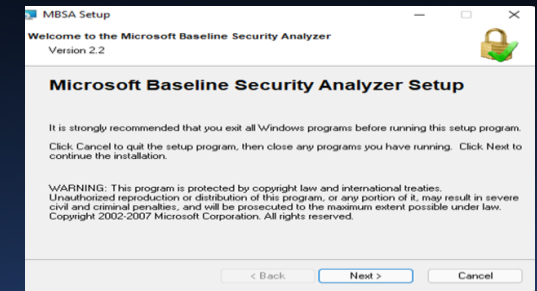 MBSA Setup
Welcome to the Microsoft Baseline Security Analyzer
Version 2.2
Microsoft Baseline Security Analyzer Setup
It is strongly recommended that you exit all Windows programs before running this setup program.
Click Cancel to quit the setup program, then close any programs you have running. Click Next to
continue the installation.
WARNING: This program is protected by copyright law and international treaties.
Unauthorized reproduction or distribution of this program, or any portion of it, may result in severe
civil and criminal penalties, and will be prosecuted to the maximum extent possible under law.
Copyright 2002-2007 Microsoft Corporation. All rights reserved.
< Back Next > Cancel